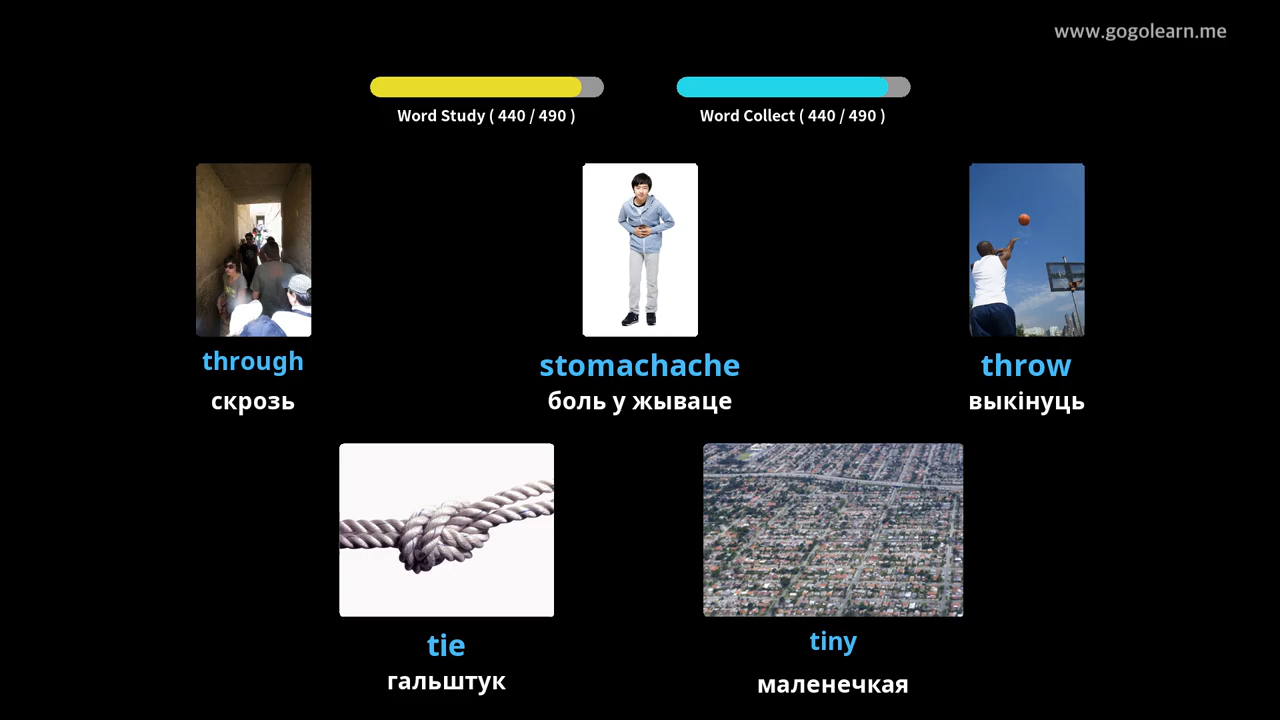 www.gogolearn.me
Word Study ( 440 / 490 )
Word Collect ( 440 / 490 )
through
скрозь
stomachache
боль у жываце
throw
выкінуць
tie
гальштук
tiny
маленечкая